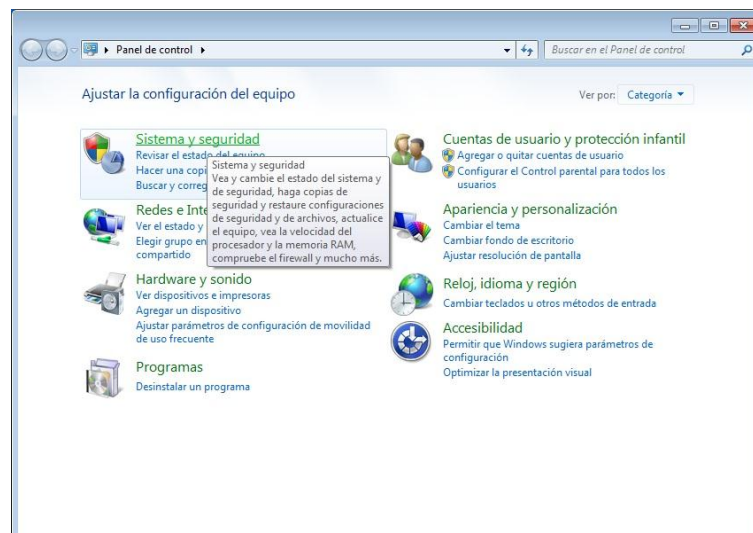 Panel de control
Buscar en el Panel de control
Ajustar la configuración del equipo
Ver por: Categoría
Sistema y seguridad
Revisar el estado del equipo
Hacer una copi
Buscar y correg
Sistema y seguridad
Vea y cambie el estado del sistema y
de seguridad, haga copias de
seguridad y restaure configuraciones
de seguridad y de archivos, actualice
el equipo, vea la velocidad del
procesador y la memoria RAM,
compruebe el firewall y mucho más.
Redes e Inte
Ver el estado y
Elegir grupo en
compartido
Hardware y sonido
Ver dispositivos e impresoras
Agregar un dispositivo
Ajustar parámetros de configuración de movilidad
de uso frecuente
Programas
Desinstalar un programa
Cuentas de usuario y protección infantil
Agregar o quitar cuentas de usuario
Configurar el Control parental para todos los
usuarios
Apariencia y personalización
Cambiar el tema
Cambiar fondo de escritorio
Ajustar resolución de pantalla
Reloj, idioma y región
Cambiar teclados u otros métodos de entrada
Accesibilidad
Permitir que Windows sugiera parámetros de
configuración
Optimizar la presentación visual